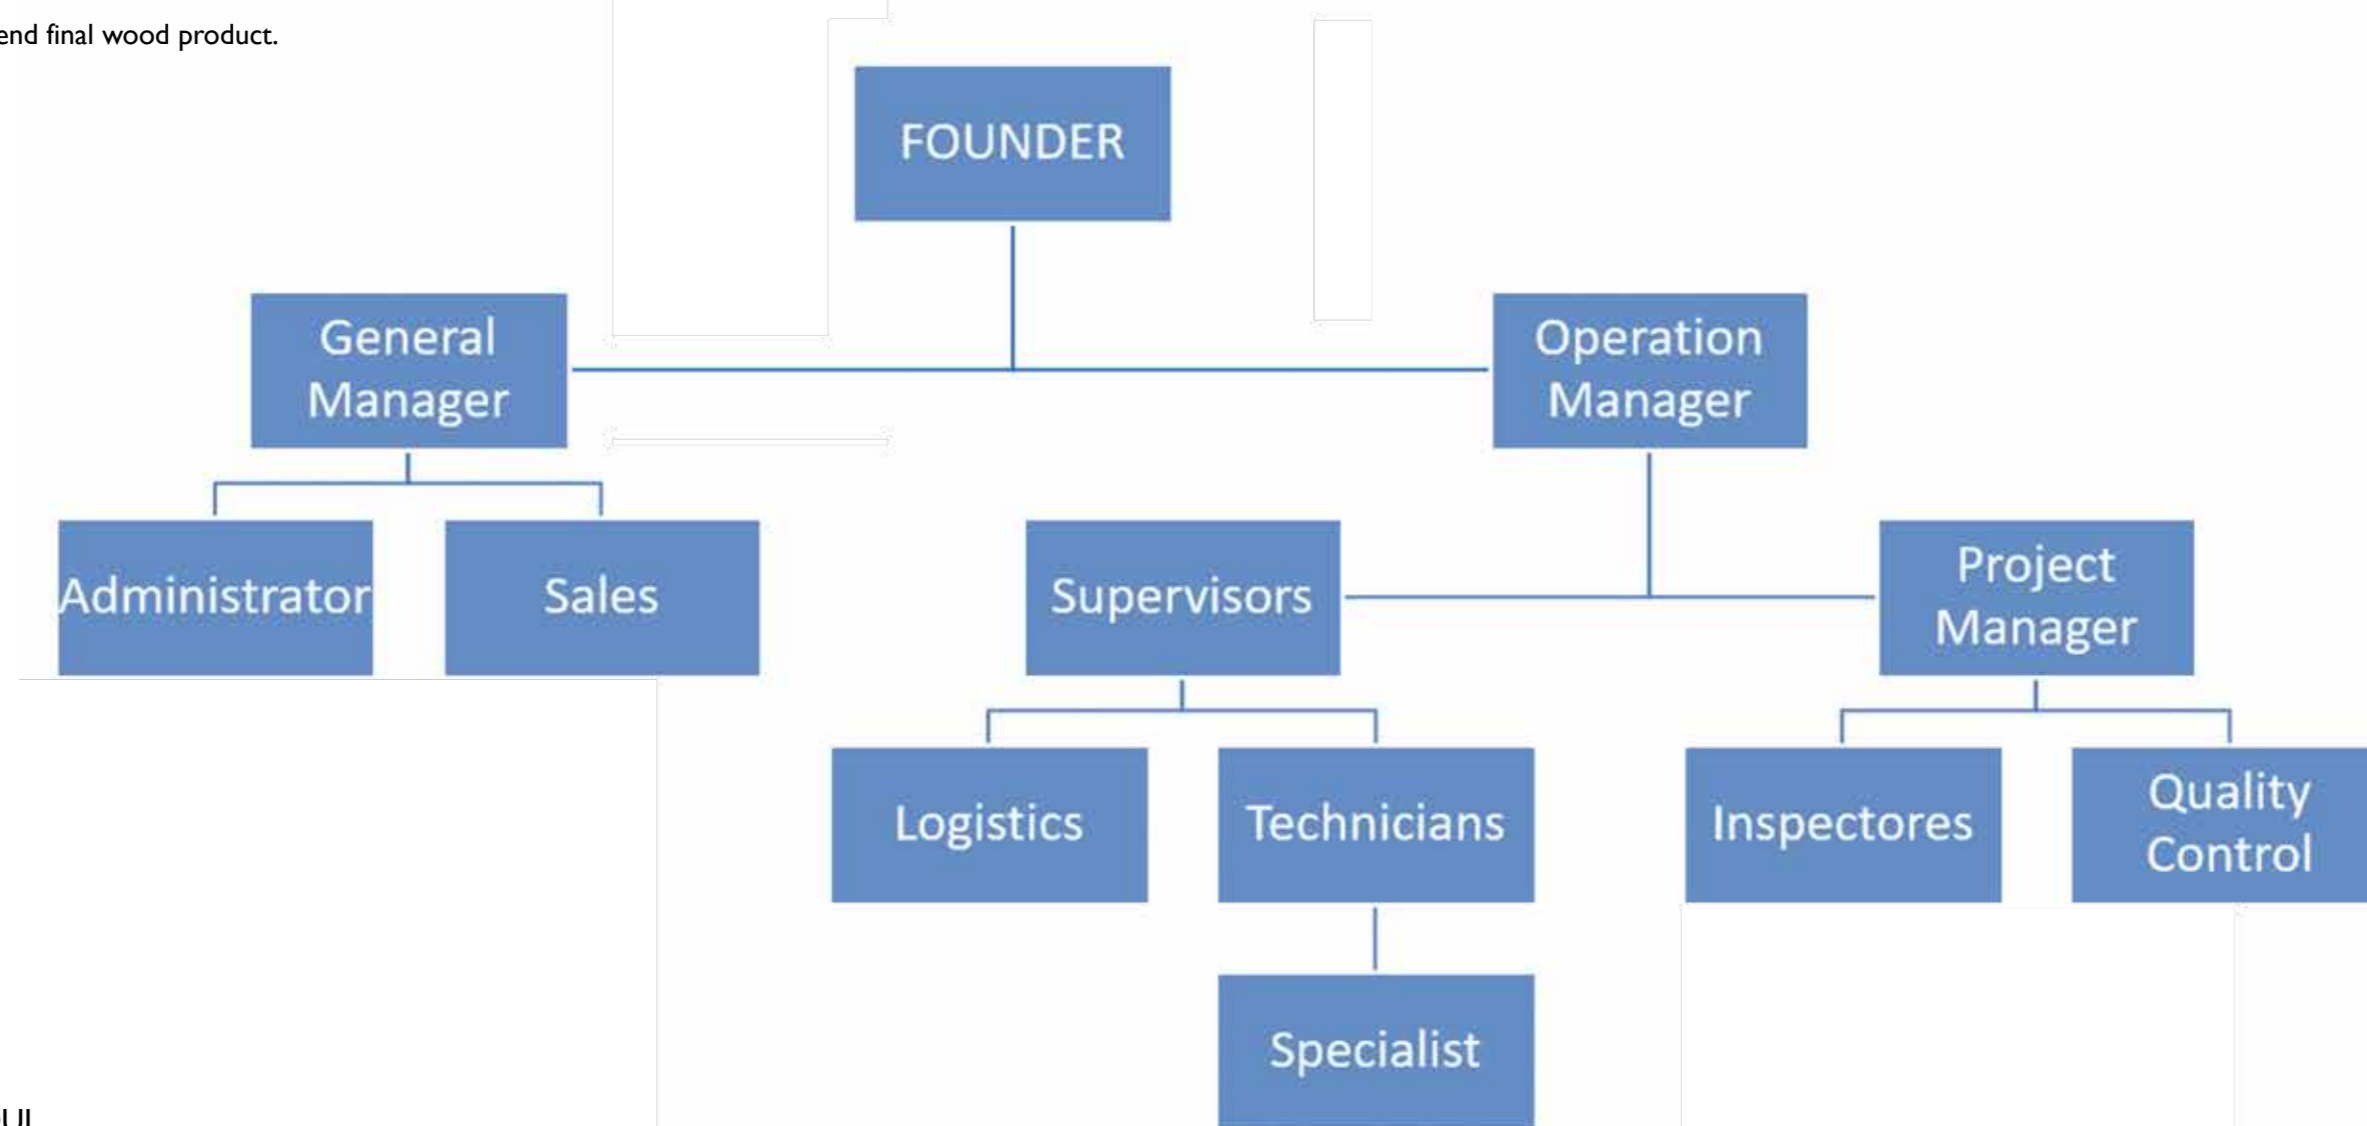 end final wood product.
FOUNDER
General
Manager
Operation
Manager
Administrator
Sales
Supervisors
Project
Manager
Logistics
Technicians
Inspectores
Quality
Control
Specialist